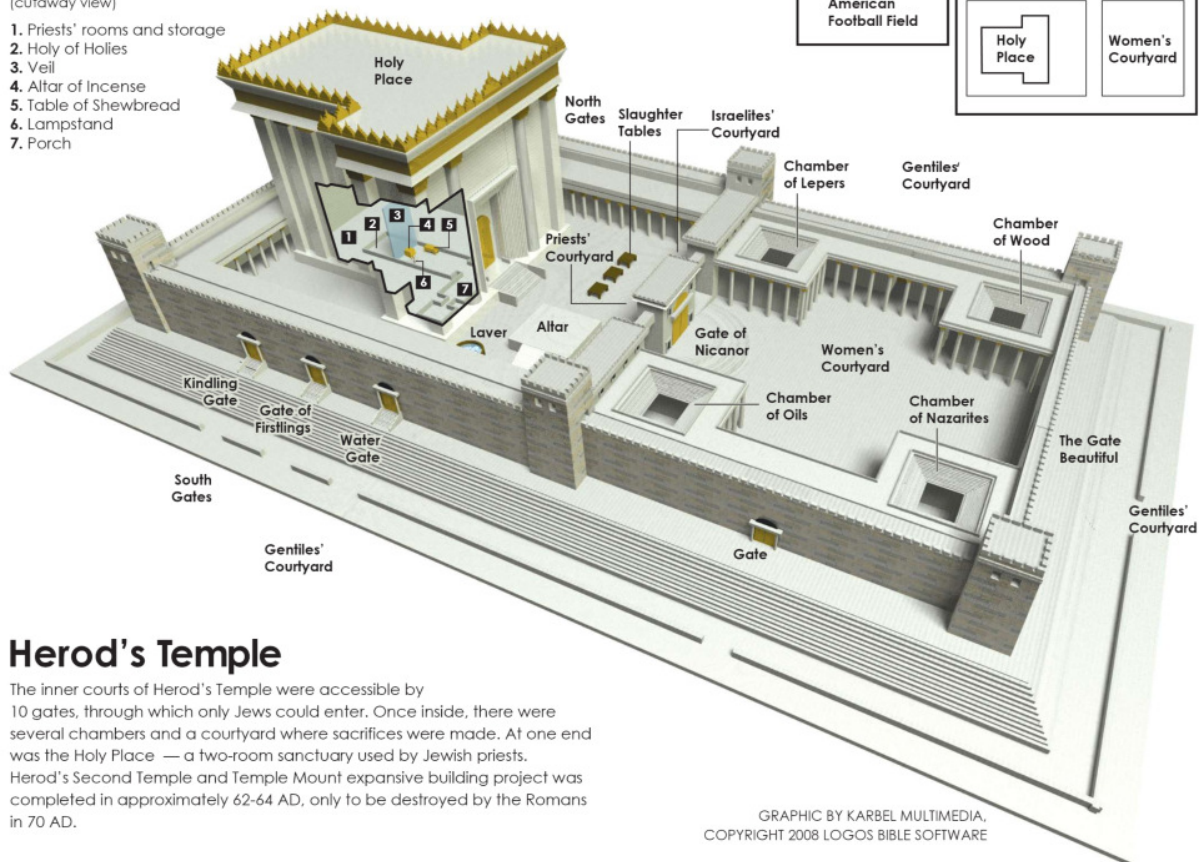 (cutaway view)
1. Priests' rooms and storage
2. Holy of Holies
3. Veil
4. Altar of Incense
5. Table of Shewbread
6. Lampstand
7. Porch
American
Football Field
Holy
Place
Women's
Courtyard
Holy
Place
North
Gates
Slaughter
Tables
Israelites'
Courtyard
Chamber
of Lepers
Gentiles'
Courtyard
Chamber
of Wood
1
2
3
4
5
6
7
Priests'
Courtyard
Laver
Altar
Gate of
Nicanor
Women's
Courtyard
Kindling
Gate
Gate of
Firstlings
Water
Gate
Chamber
of Oils
Chamber
of Nazarites
The Gate
Beautiful
South
Gates
Gentiles'
Courtyard
Gate
Gentiles'
Courtyard
Herod's Temple
The inner courts of Herod's Temple were accessible by
10 gates, through which only Jews could enter. Once inside, there were
several chambers and a courtyard where sacrifices were made. At one end
was the Holy Place — a two-room sanctuary used by Jewish priests.
Herod's Second Temple and Temple Mount expansive building project was
completed in approximately 62-64 AD, only to be destroyed by the Romans
in 70 AD.
GRAPHIC BY KARBEL MULTIMEDIA,
COPYRIGHT 2008 LOGOS BIBLE SOFTWARE